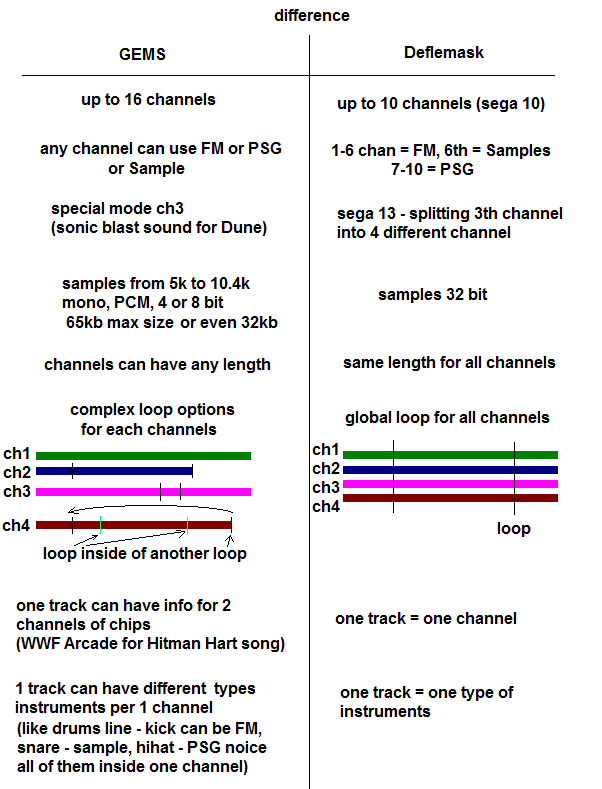 difference
GEMS
Deflemask
up to 16 channels
up to 10 channels (sega 10)
any channel can use FM or PSG
or Sample
1-6 chan = FM, 6th = Samples
7-10 = PSG
special mode ch3
(sonic blast sound for Dune)
sega 13 - splitting 3th channel
into 4 different channel
samples from 5k to 10.4k
mono, PCM, 4 or 8 bit
65kb max size or even 32kb
samples 32 bit
channels can have any length
same length for all channels
complex loop options
for each channels
global loop for all channels
ch1
ch2
ch3
ch4
loop inside of another loop
ch1
ch2
ch3
ch4
loop
one track can have info for 2
channels of chips
(WWF Arcade for Hitman Hart song)
one track = one channel
1 track can have different types
instruments per 1 channel
(like drums line - kick can be FM,
snare - sample, hihat - PSG noice
all of them inside one channel)
one track = one type of
instruments